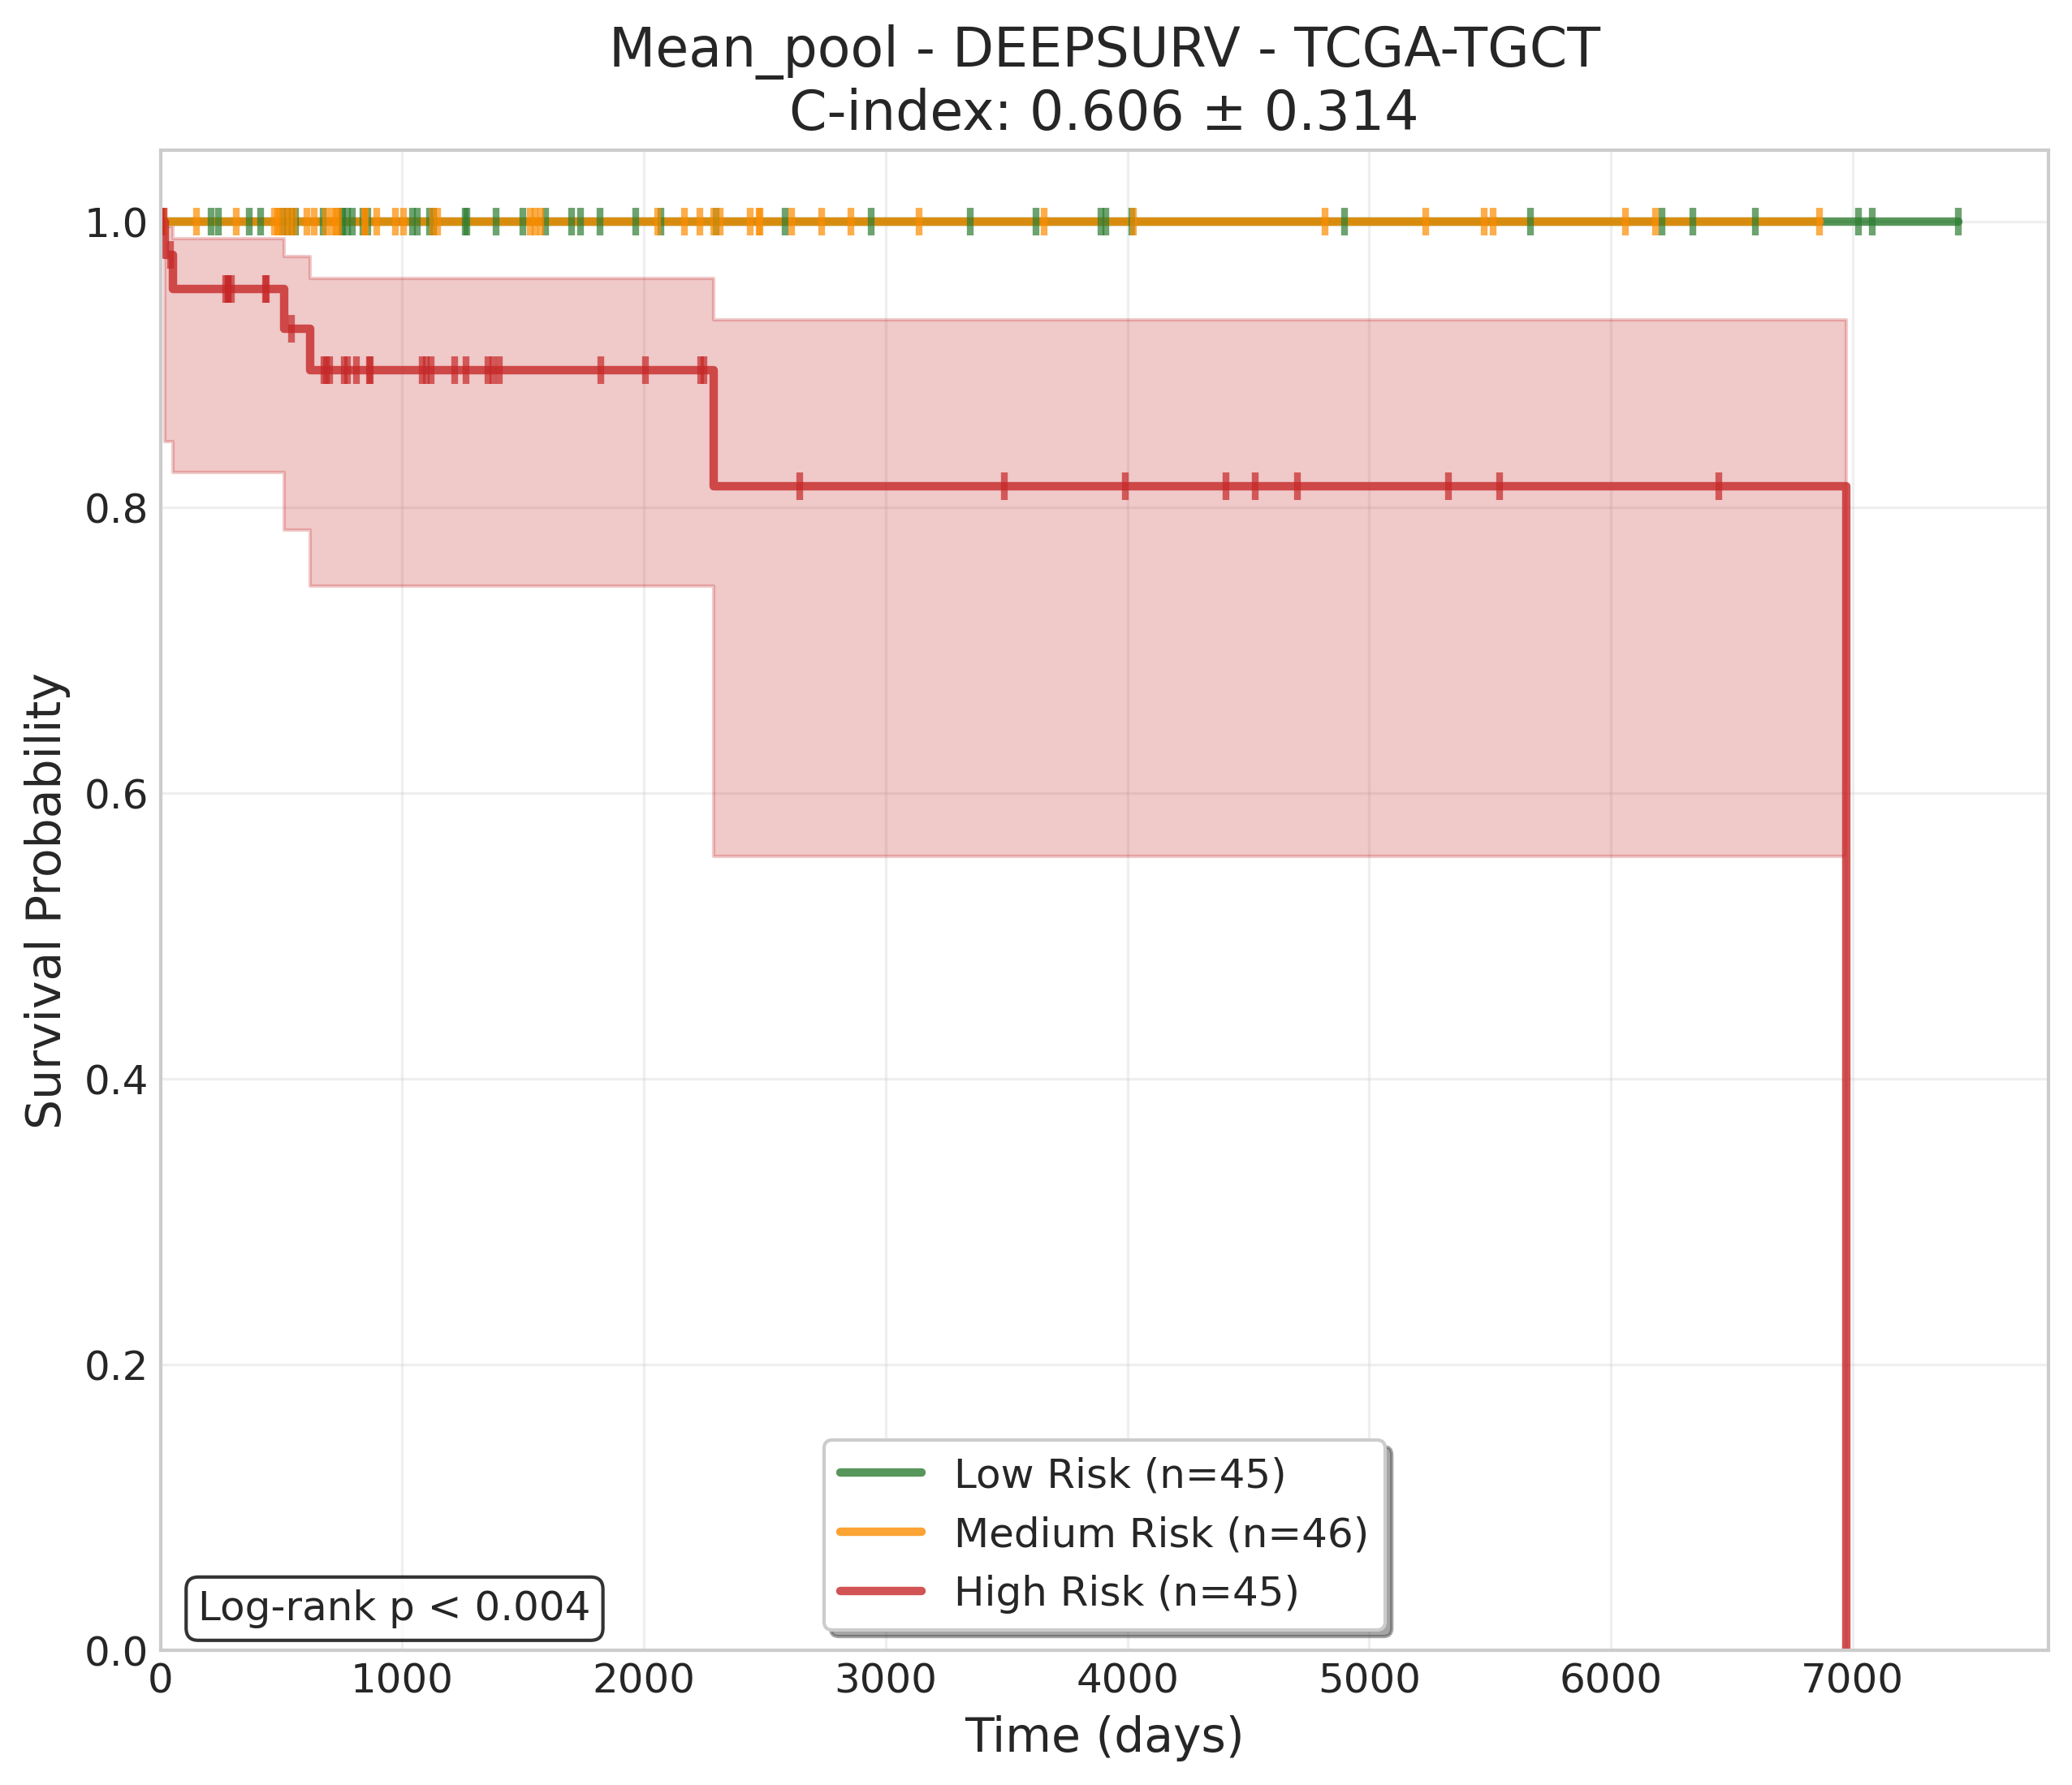 Mean_pool - DEEPSURV - TCGA-TGCT
C-index: 0.606 ± 0.314
Survival Probability
1.0
0.8
0.6
0.4
0.2
0.0
Low Risk (n=45)
Medium Risk (n=46)
High Risk (n=45)
Log-rank p < 0.004
0 1000 2000 3000 4000 5000 6000 7000
Time (days)